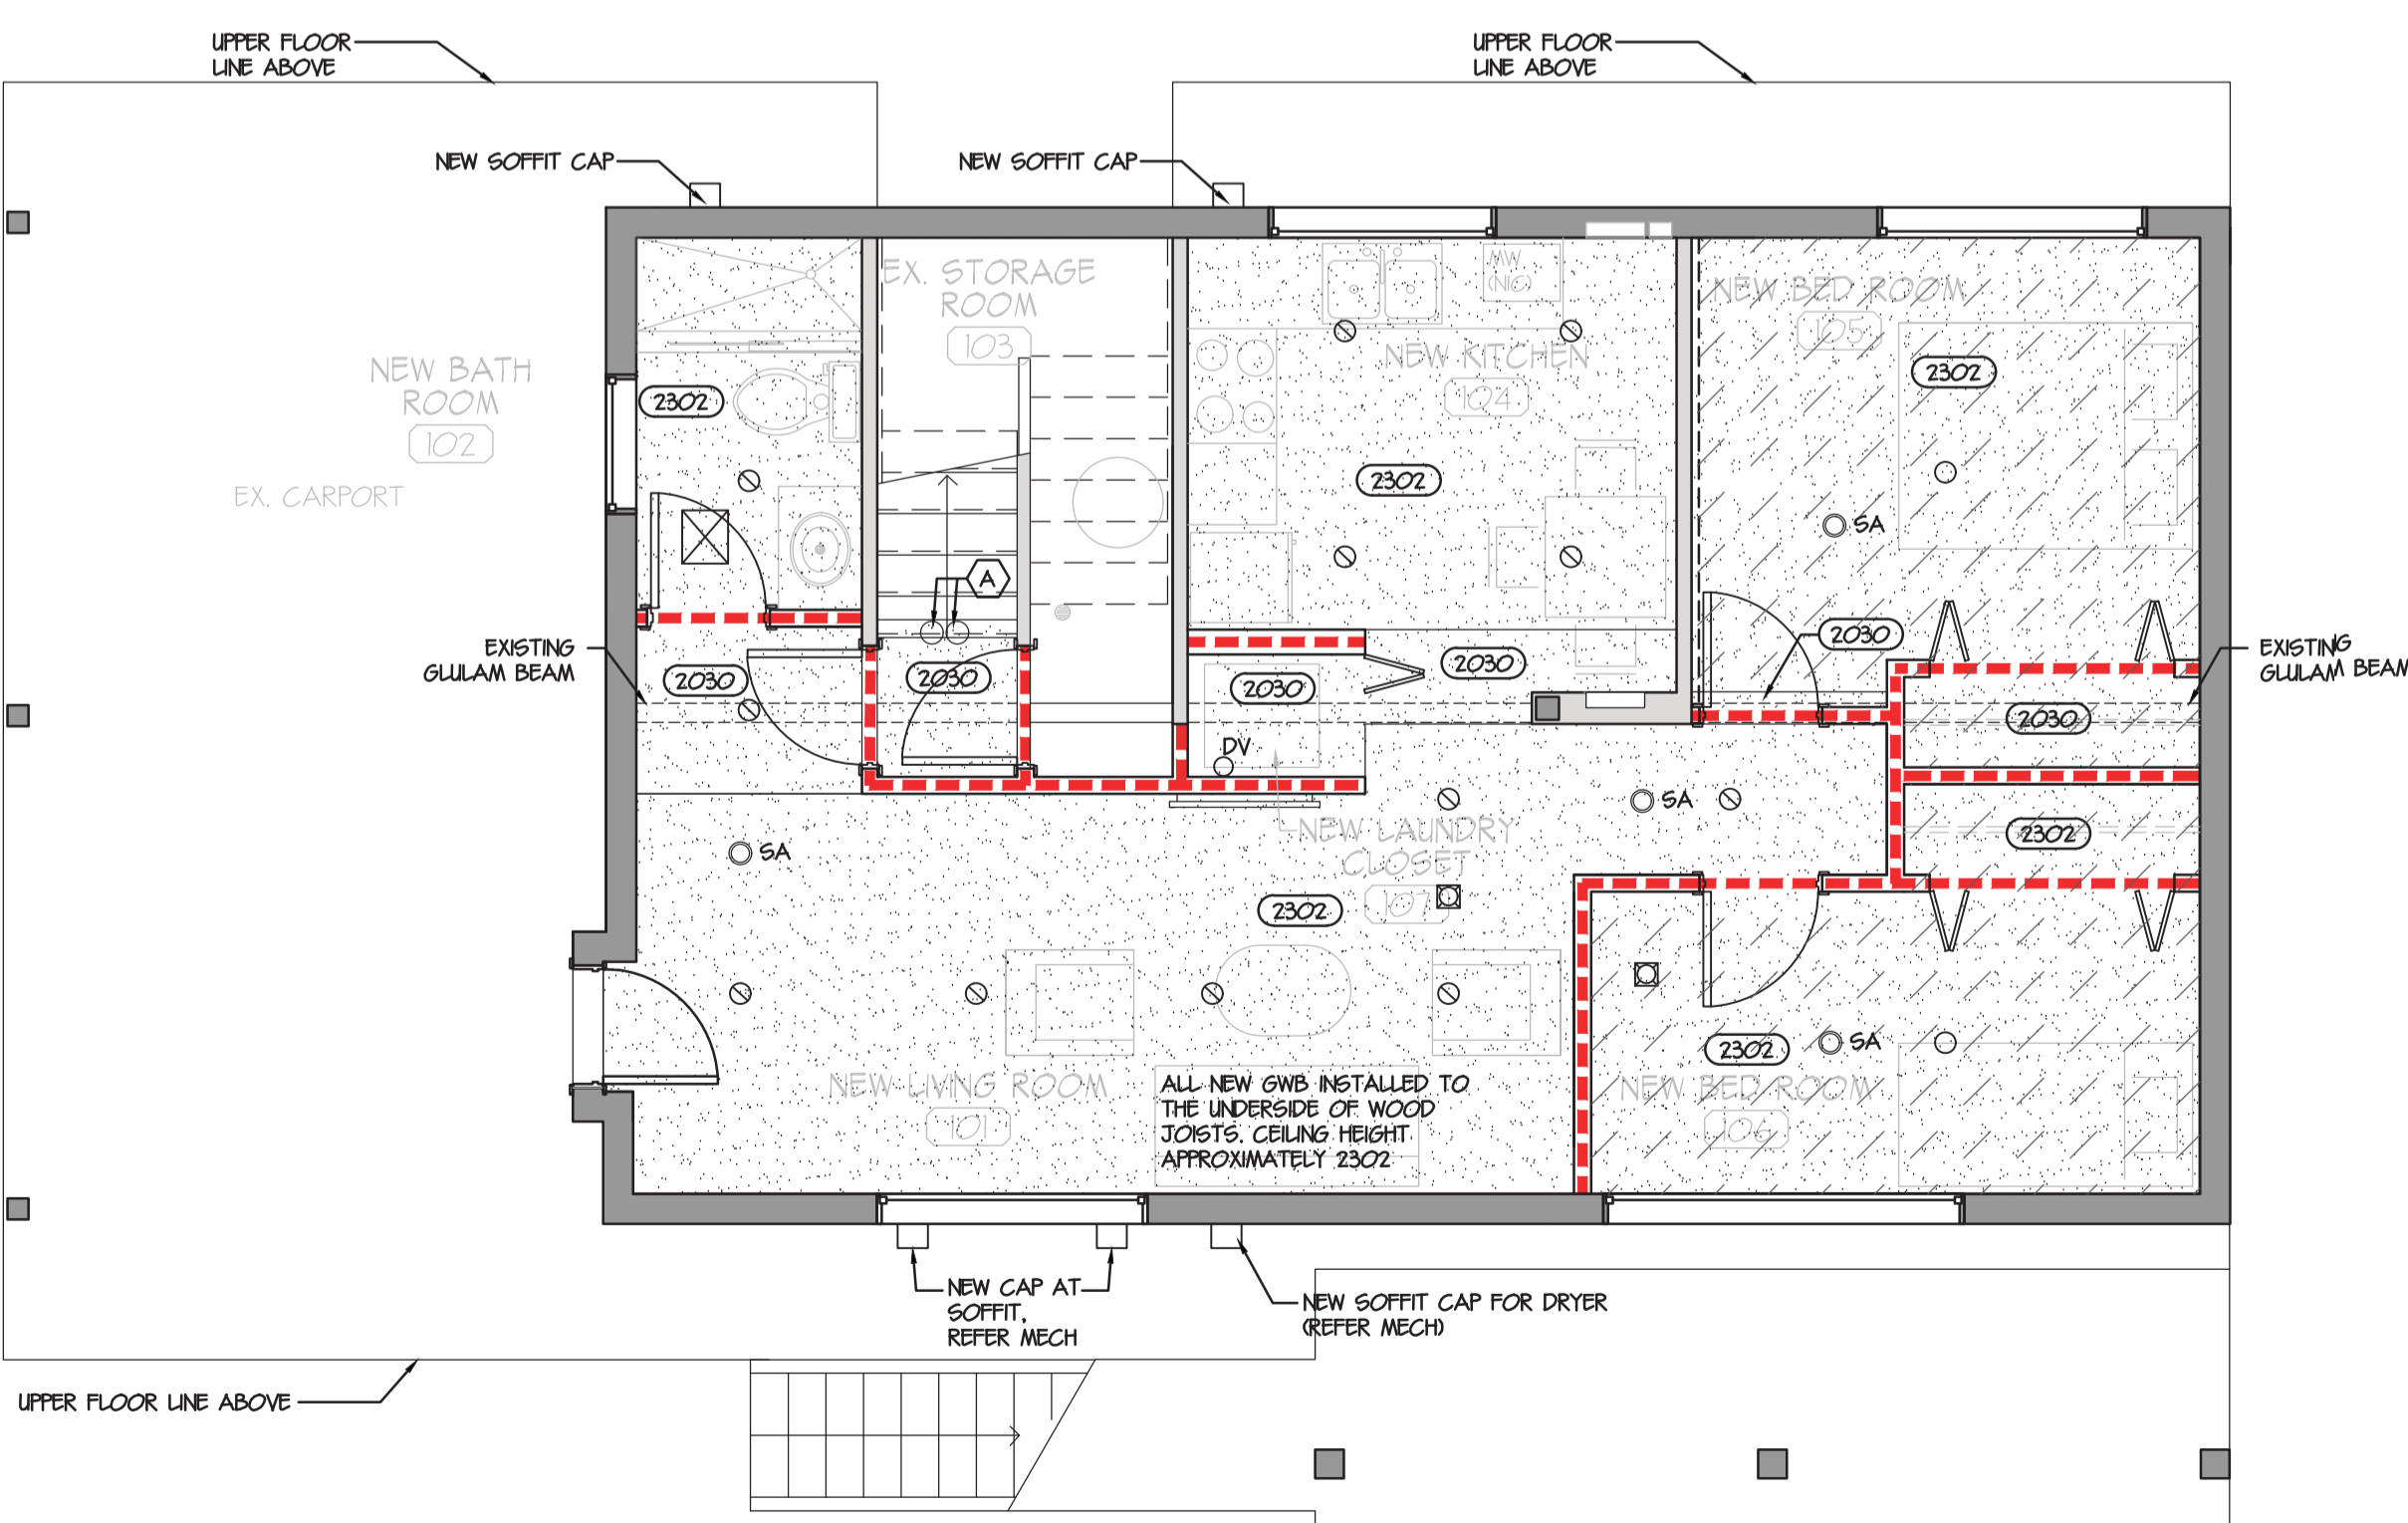 UPPER FLOOR
LINE ABOVE
UPPER FLOOR
LINE ABOVE
NEW SOFFIT CAP
NEW SOFFIT CAP
EX. STORAGE
ROOM
103
MW
(NIC)
NEW BED ROOM
105
NEW BATH
ROOM
102
2302
NEW KITCHEN
104
2302
2302
EX. CARPORT
SA
A
EXISTING
GLULAM BEAM
2030
2030
2030
2030
2030
EXISTING
GLULAM BEAM
2030
DV
SA
NEW LAUNDRY
CLOSET
107
2302
SA
2302
2302
SA
NEW LIVING ROOM
101
ALL NEW GWB INSTALLED TO
THE UNDERSIDE OF WOOD
JOISTS. CEILING HEIGHT
APPROXIMATELY 2302
NEW BED ROOM
106
NEW CAP AT
SOFFIT,
REFER MECH
NEW SOFFIT CAP FOR DRYER
(REFER MECH)
UPPER FLOOR LINE ABOVE